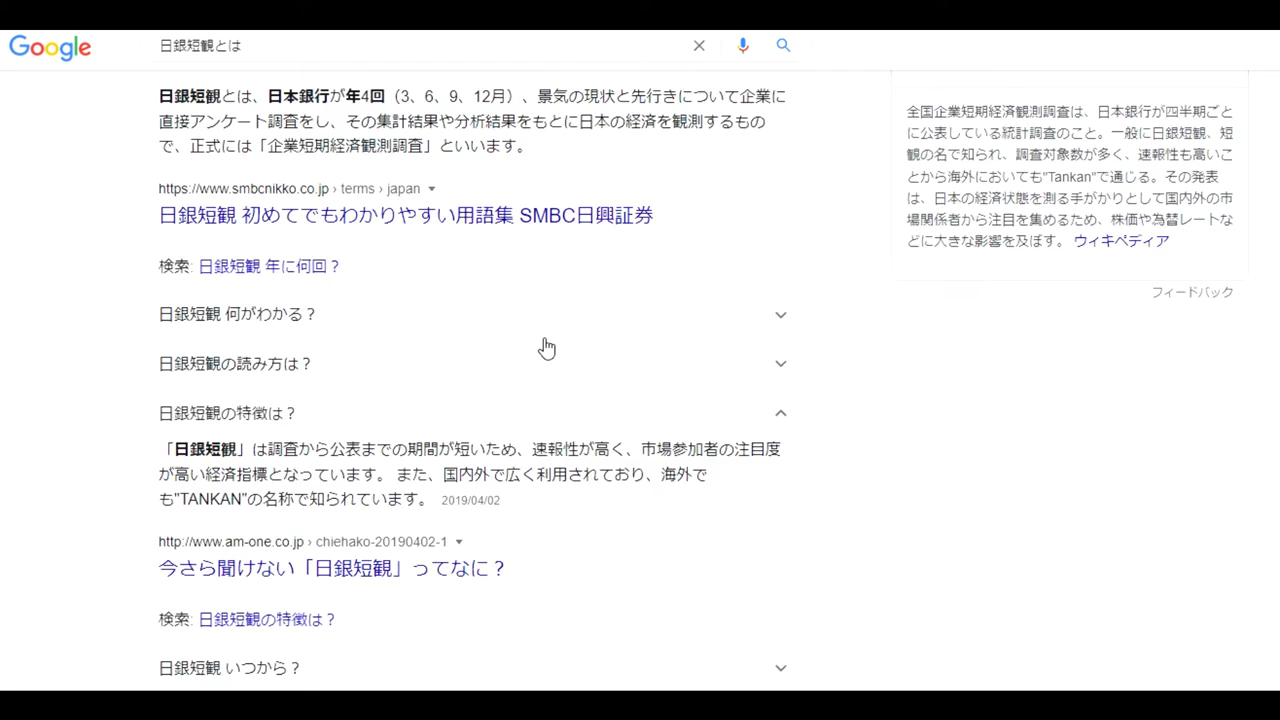 Google
日銀短観とは
日銀短観とは、日本銀行が年4回（3、6、9、12月）、景気の現状と先行きについて企業に
直接アンケート調査をし、その集計結果や分析結果をもとに日本の経済を観測するもの
で、正式には「企業短期経済観測調査」といいます。
https://www.smbcnikko.co.jp › terms › japan
日銀短観 初めてでもわかりやすい用語集 SMBC日興証券
検索: 日銀短観 年に何回？
日銀短観 何がわかる？
日銀短観の読み方は？
日銀短観の特徴は？
「日銀短観」は調査から公表までの期間が短いため、速報性が高く、市場参加者の注目度
が高い経済指標となっています。 また、国内外で広く利用されており、海外で
も"TANKAN"の名称で知られています。 2019/04/02
http://www.am-one.co.jp › chiehako-20190402-1
今さら聞けない「日銀短観」ってなに？
検索: 日銀短観の特徴は？
日銀短観 いつから？
全国企業短期経済観測調査は、日本銀行が四半期ごと
に公表している統計調査のこと。一般に日銀短観、短
観の名で知られ、調査対象数が多く、速報性も高いこ
とから海外においても"Tankan"で通じる。その発表
は、日本の経済状態を測る手がかりとして国内外の市
場関係者から注目を集めるため、株価や為替レートな
どに大きな影響を及ぼす。 ウィキペディア
フィードバック